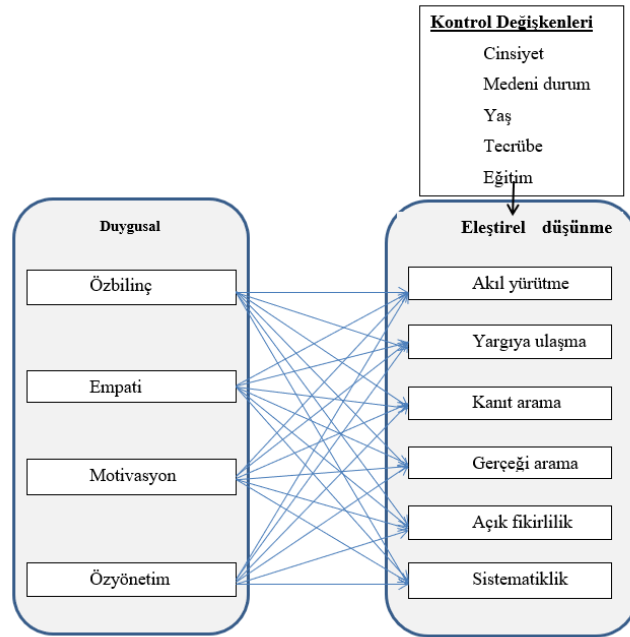 Kontrol Değişkenleri
Cinsiyet
Medeni durum
Yaş
Tecrübe
Eğitim
Duygusal
Özbilinç
Empati
Motivasyon
Özyönetim
Eleştirel düşünme
Akıl yürütme
Yargıya ulaşma
Kanıt arama
Gerçeği arama
Açık fikirlilik
Sistematiklik